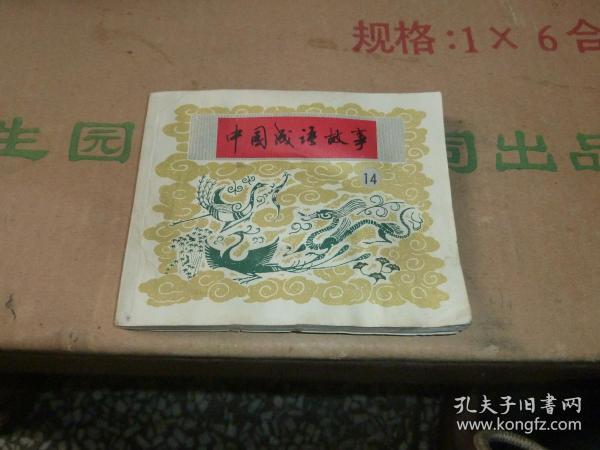 规格:1×6合
生园
司出品
中国成语故事
14
孔夫子旧书网
www.kongfz.com